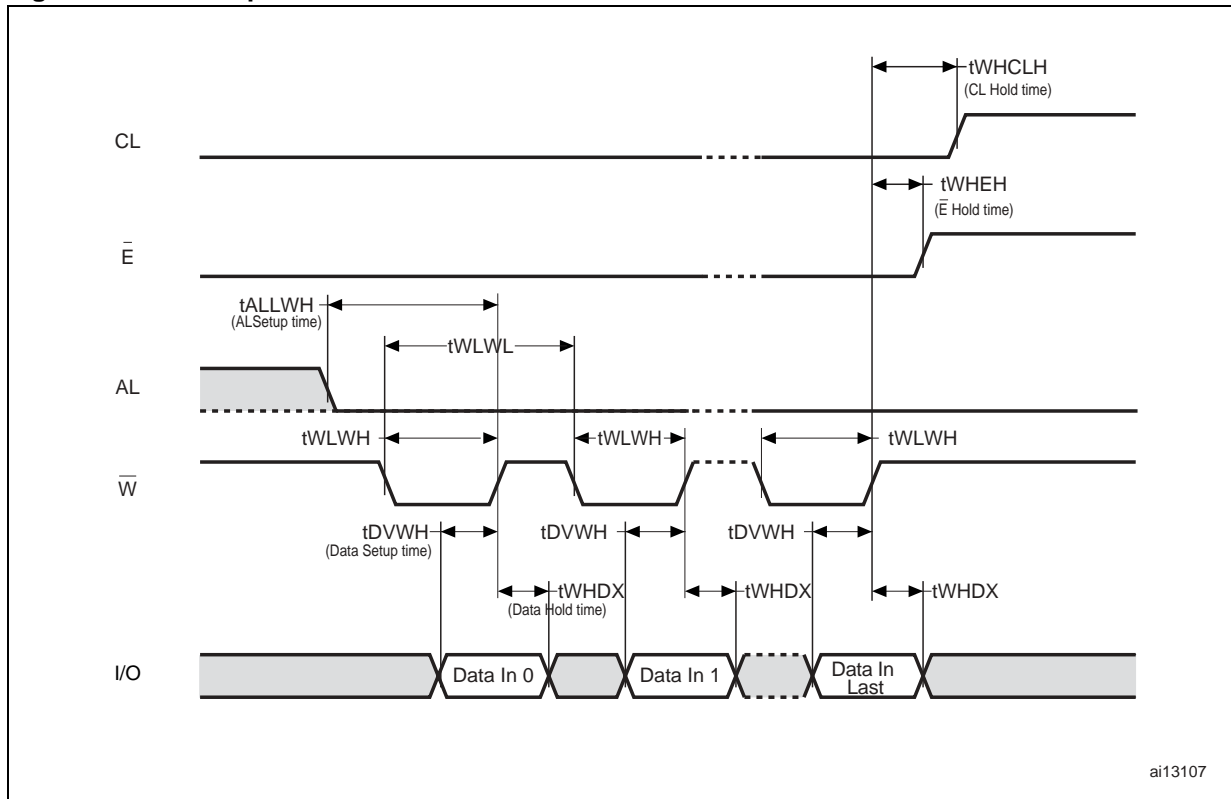 tWHCLH
(CL Hold time)
CL
tWHEH
(E̅ Hold time)
E̅
tALLWH
(ALSetup time)
tWLWL
AL
tWLWH
tWLWH
tWLWH
W̅
tDVWH
(Data Setup time)
tDVWH
tDVWH
tWHDX
(Data Hold time)
tWHDX
tWHDX
I/O
Data In 0
Data In 1
Data In
Last
ai13107